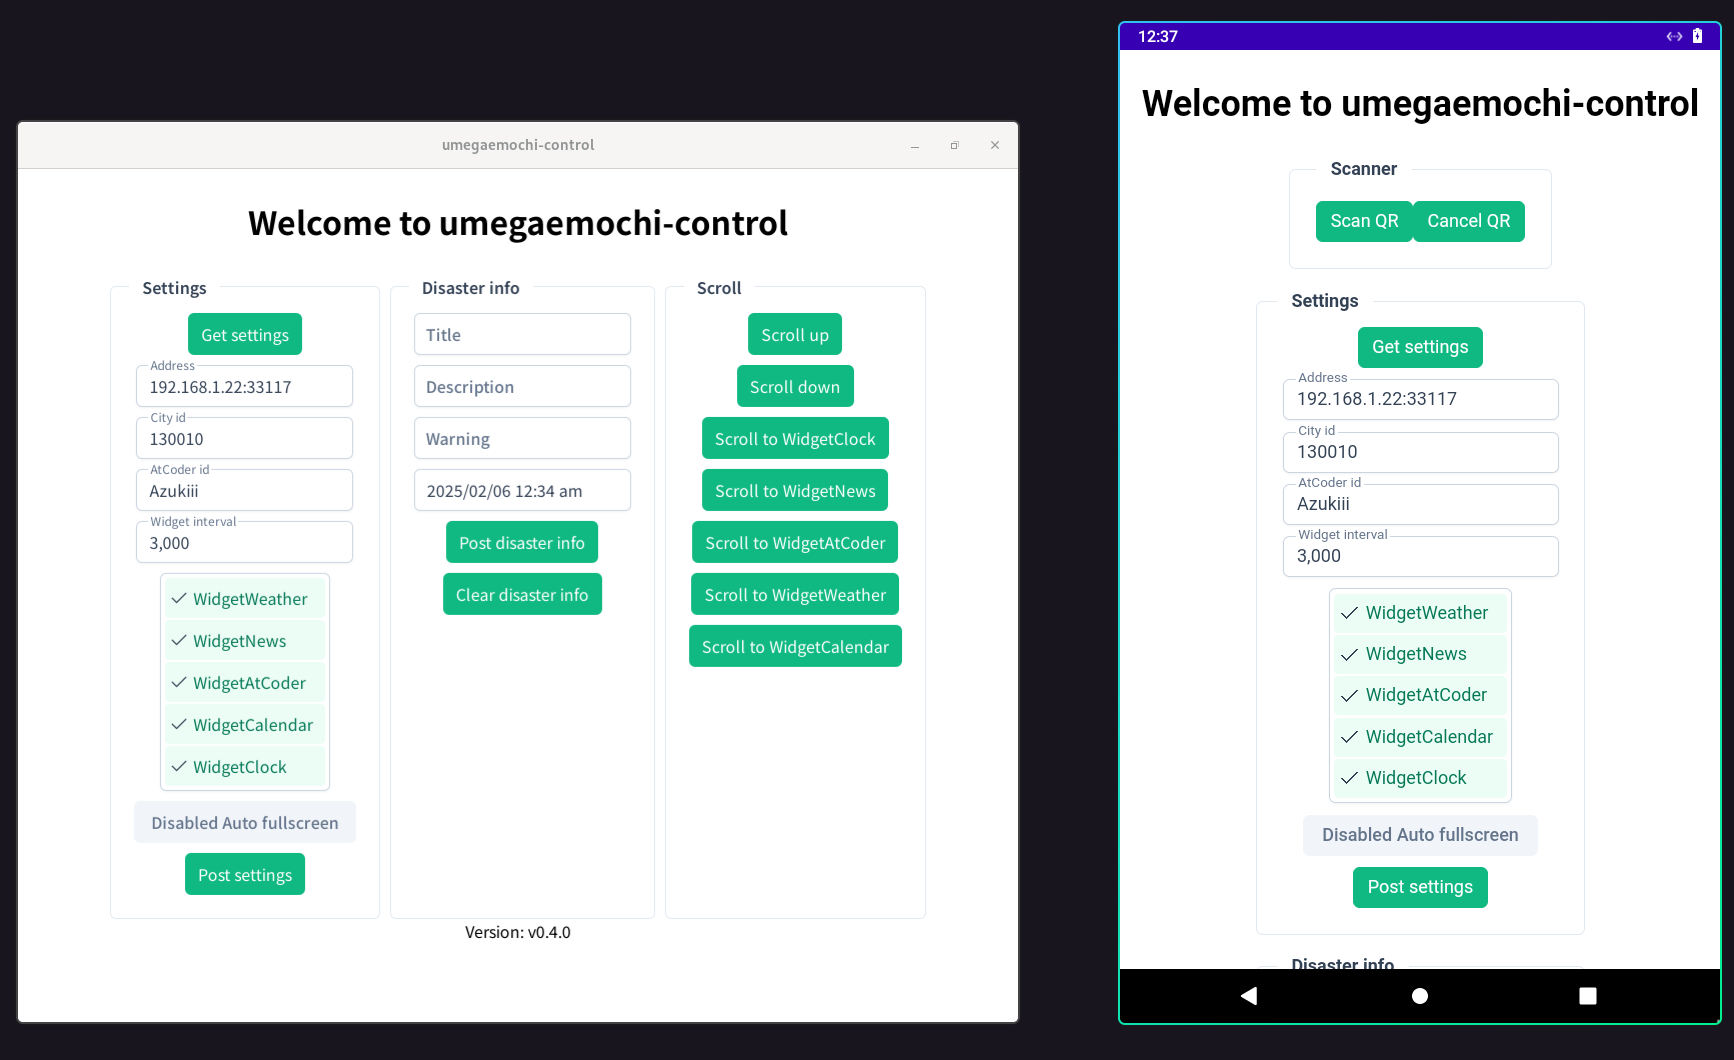 umegaemochi-control
Welcome to umegaemochi-control
Settings
Get settings
Address
192.168.1.22:33117
City id
130010
AtCoder id
Azukiii
Widget interval
3,000
WidgetWeather
WidgetNews
WidgetAtCoder
WidgetCalendar
WidgetClock
Disabled Auto fullscreen
Post settings
Disaster info
Title
Description
Warning
2025/02/06 12:34 am
Post disaster info
Clear disaster info
Scroll
Scroll up
Scroll down
Scroll to WidgetClock
Scroll to WidgetNews
Scroll to WidgetAtCoder
Scroll to WidgetWeather
Scroll to WidgetCalendar
Version: v0.4.0
12:37
Welcome to umegaemochi-control
Scanner
Scan QR Cancel QR
Settings
Get settings
Address
192.168.1.22:33117
City id
130010
AtCoder id
Azukiii
Widget interval
3,000
WidgetWeather
WidgetNews
WidgetAtCoder
WidgetCalendar
WidgetClock
Disabled Auto fullscreen
Post settings
Disaster info